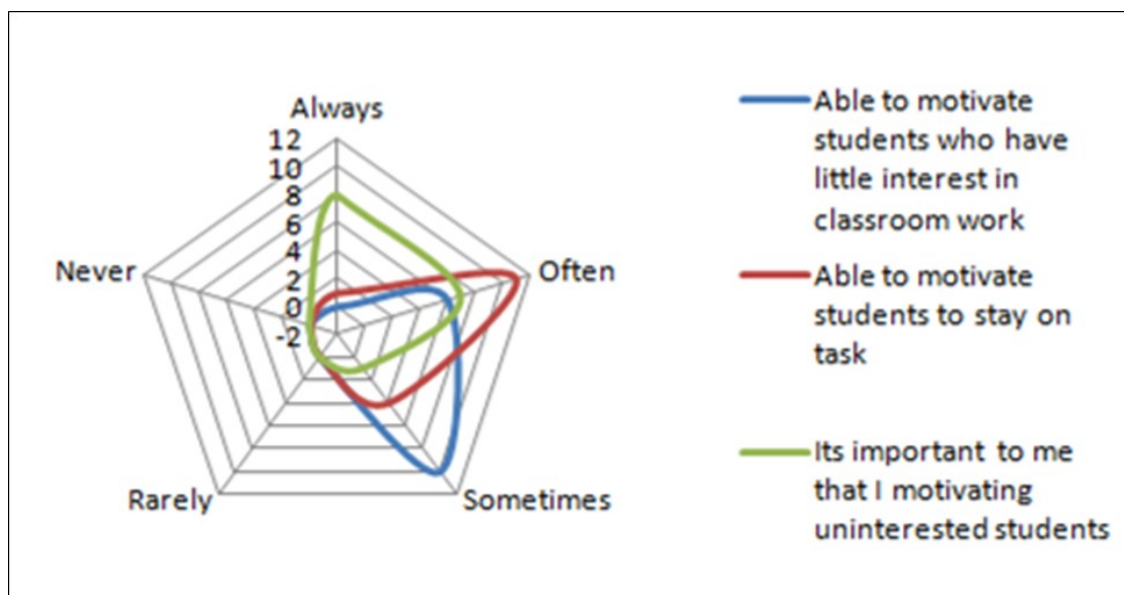 Always
12
10
8
6
4
2
0
-2
Never
Often
Rarely
Sometimes
Able to motivate
students who have
little interest in
classroom work
Able to motivate
students to stay on
task
Its important to me
that I motivating
uninterested students